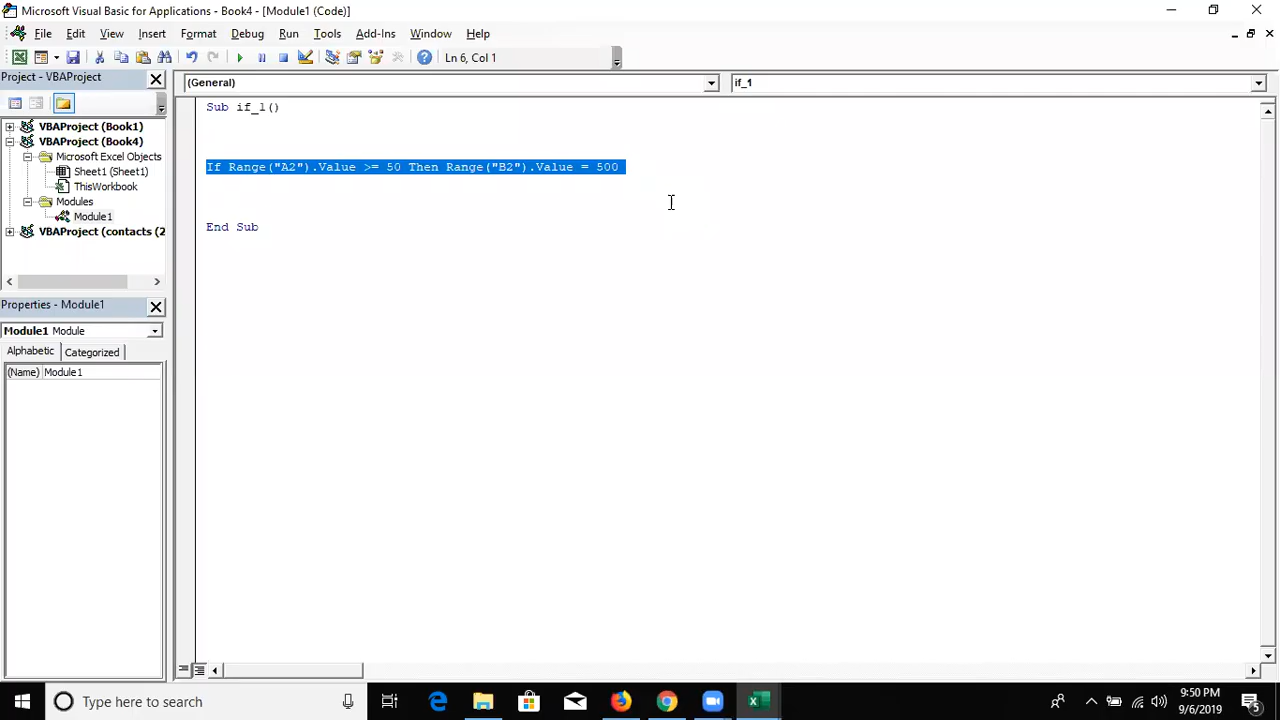 Microsoft Visual Basic for Applications - Book4 - [Module1 (Code)]
File Edit View Insert Format Debug Run Tools Add-Ins Window Help
Ln 6, Col 1
Project - VBAProject
(General)
if_1
VBAProject (Book1)
VBAProject (Book4)
Microsoft Excel Objects
Sheet1 (Sheet1)
ThisWorkbook
Modules
Module1
VBAProject (contacts (2
Sub if_1()
If Range("A2").Value >= 50 Then Range("B2").Value = 500
End Sub
Properties - Module1
Module1 Module
Alphabetic Categorized
(Name) Module1
Type here to search
9:50 PM
9/6/2019
5